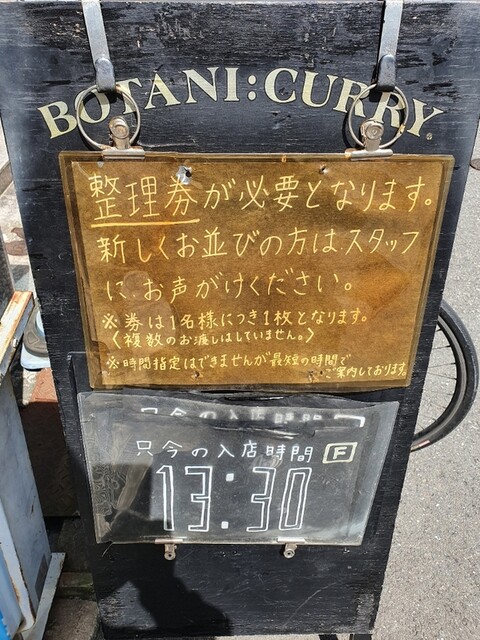 BOTANI:CURRY
整理券が必要となります。
新しくお並びの方はスタッフ
に、お声がけください。
※券は1名様につき1枚となります。
〈複数のお渡しはしていません。〉
※時間指定はできませんが最短の時間で
ご案内しております。
只今の入店時間 F
13:30